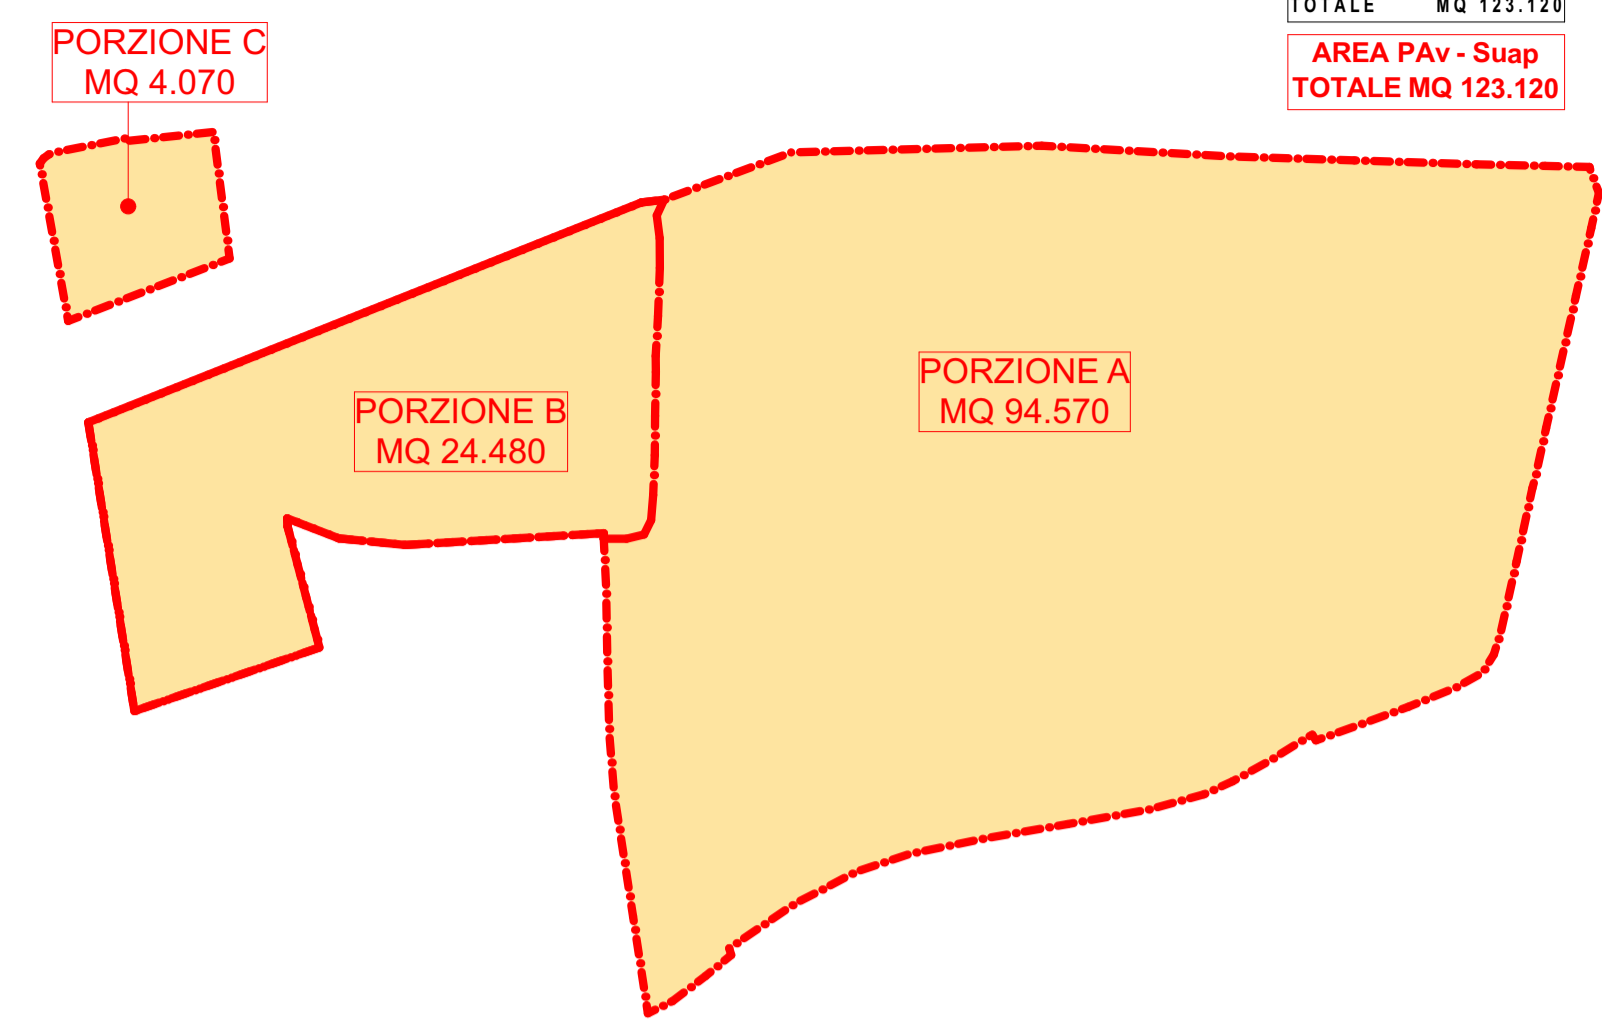 TOTALE MQ 123.120
AREA PAv - Suap
TOTALE MQ 123.120
PORZIONE C
MQ 4.070
PORZIONE A
MQ 94.570
PORZIONE B
MQ 24.480